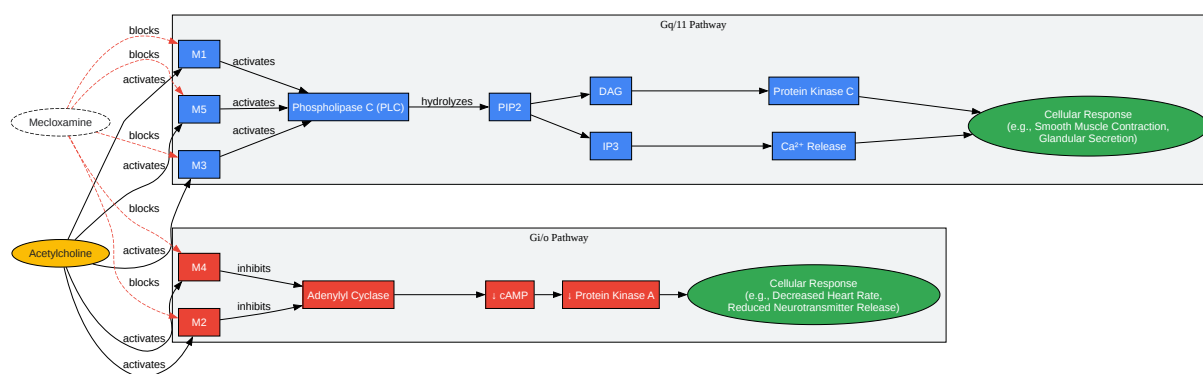 Gq/11 Pathway
blocks
M1
blocks
activates
activates
M5
activates
Phospholipase C (PLC)
hydrolyzes
PIP2
DAG
Protein Kinase C
Cellular Response
(e.g., Smooth Muscle Contraction,
Glandular Secretion)
Mecloxamine
blocks
activates
IP3
Ca²⁺ Release
activates
M3
blocks
Gi/o Pathway
Acetylcholine
activates
M4
inhibits
blocks
Adenylyl Cyclase
↓ cAMP
↓ Protein Kinase A
Cellular Response
(e.g., Decreased Heart Rate,
Reduced Neurotransmitter Release)
inhibits
M2
activates
activates